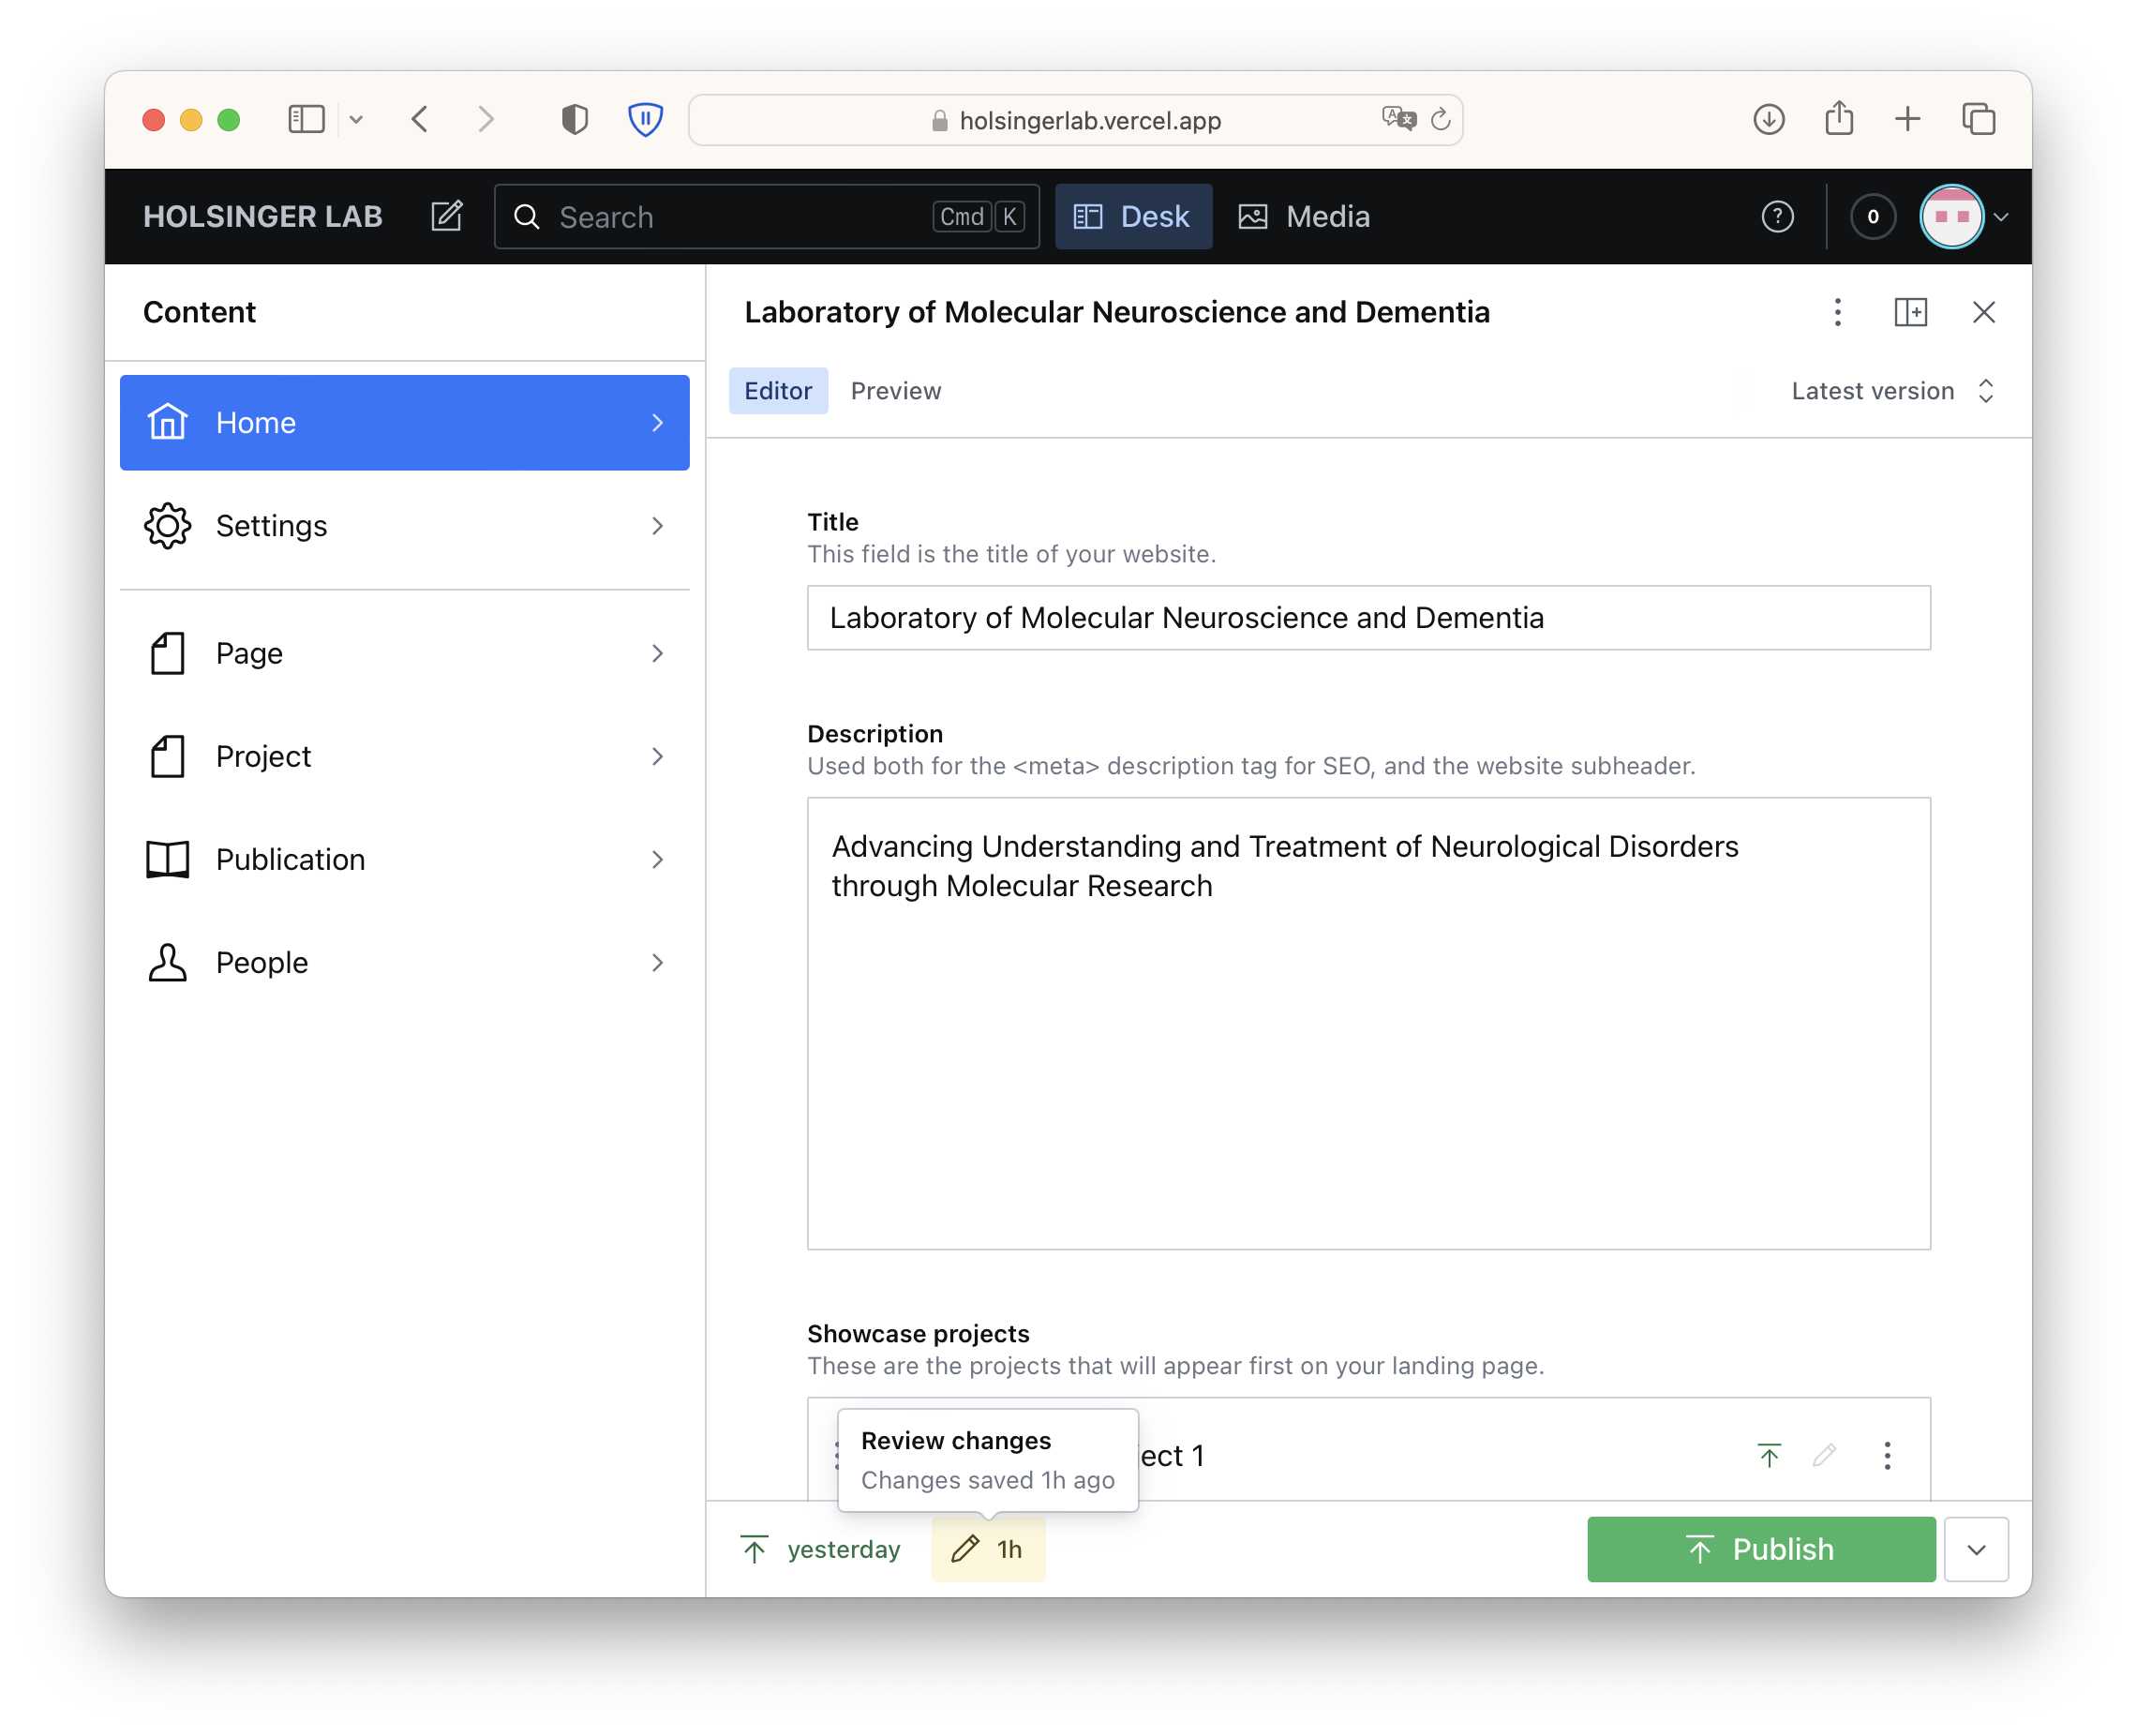 holsingerlab.vercel.app
HOLSINGER LAB
Search
Cmd K
Desk
Media
?
0
Content
Home
Settings
Page
Project
Publication
People
Laboratory of Molecular Neuroscience and Dementia
Editor
Preview
Latest version
Title
This field is the title of your website.
Laboratory of Molecular Neuroscience and Dementia
Description
Used both for the <meta> description tag for SEO, and the website subheader.
Advancing Understanding and Treatment of Neurological Disorders
through Molecular Research
Showcase projects
These are the projects that will appear first on your landing page.
ect 1
Review changes
Changes saved 1h ago
yesterday
1h
Publish